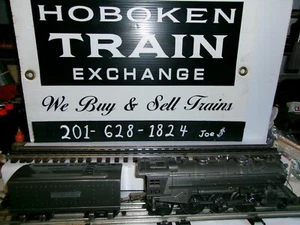 HOBOKEN
TRAIN
EXCHANGE
We Buy & Sell Trains
201-628-1824 Joe $